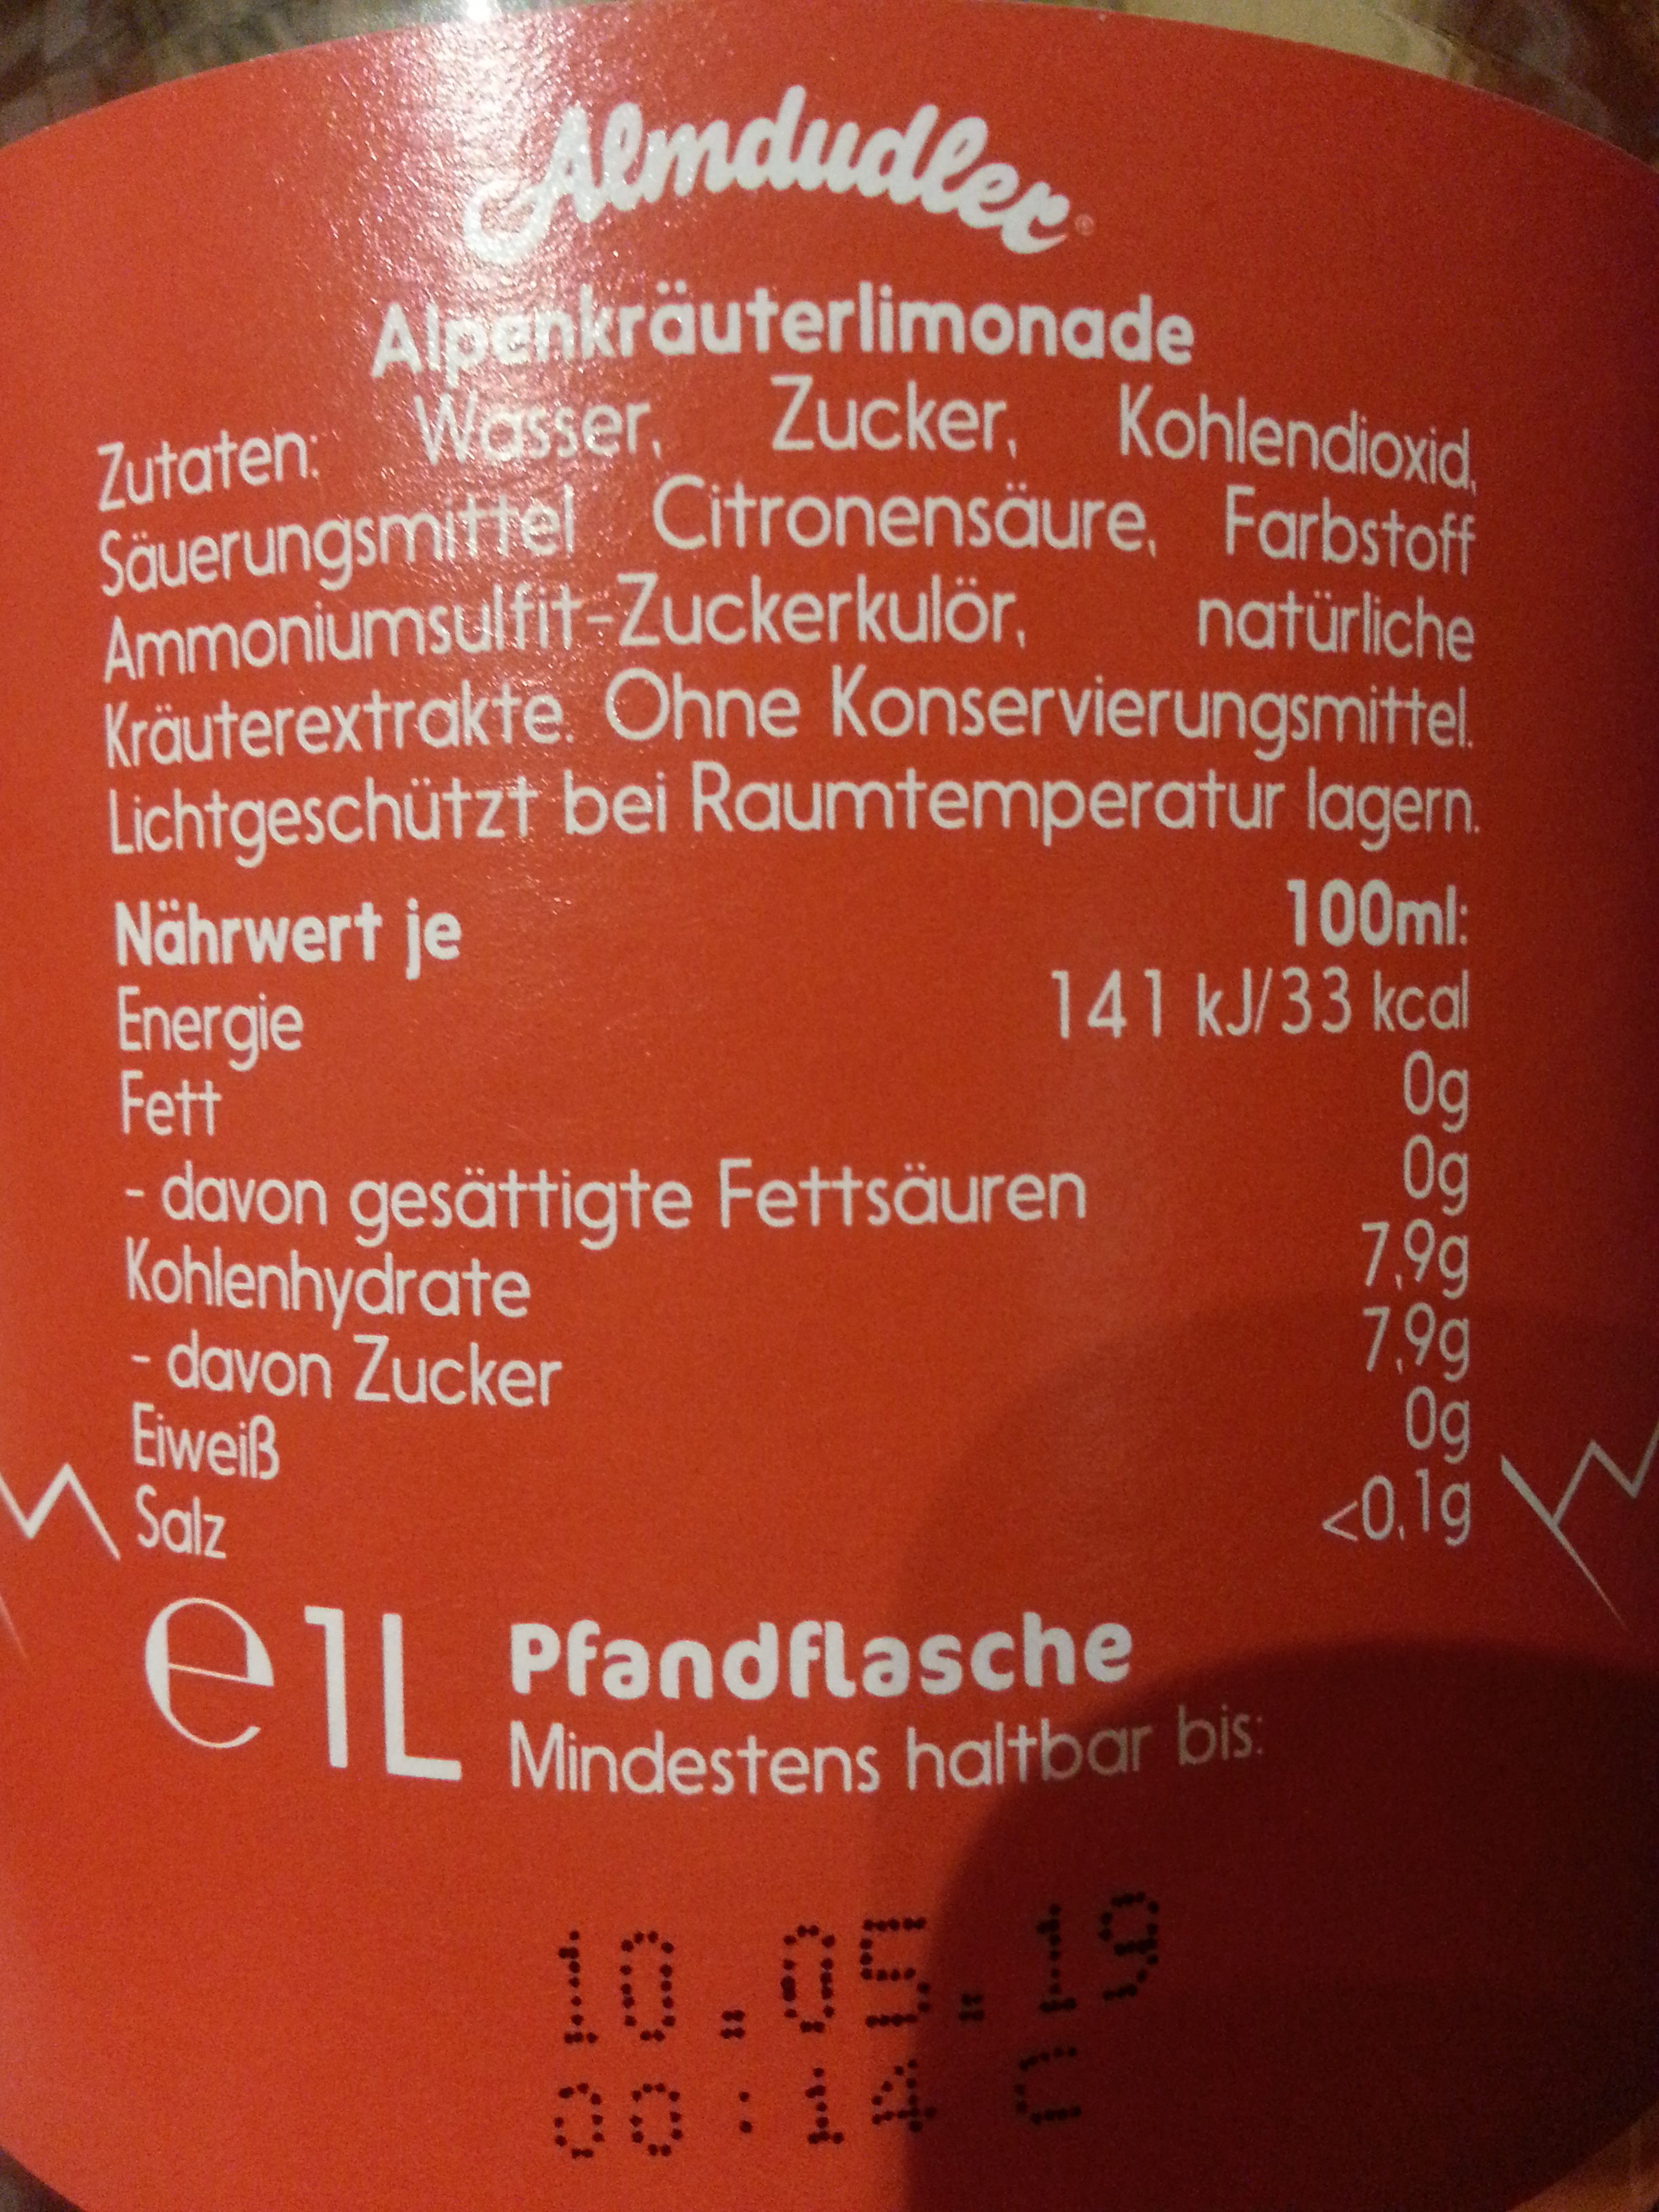 Almdudler®
Alpenkräuterlimonade
Zutaten: Wasser, Zucker, Kohlendioxid,
Säuerungsmittel Citronensäure, Farbstoff
Ammoniumsulfit-Zuckerkulör, natürliche
Kräuterextrakte. Ohne Konservierungsmittel.
Lichtgeschützt bei Raumtemperatur lagern.
Nährwert je 100ml:
Energie 141 kJ/33 kcal
Fett 0g
- davon gesättigte Fettsäuren 0g
Kohlenhydrate 7,9g
- davon Zucker 7,9g
Eiweiß 0g
Salz <0,1g
e 1L Pfandflasche
Mindestens haltbar bis:
10.05.19
00:14 C